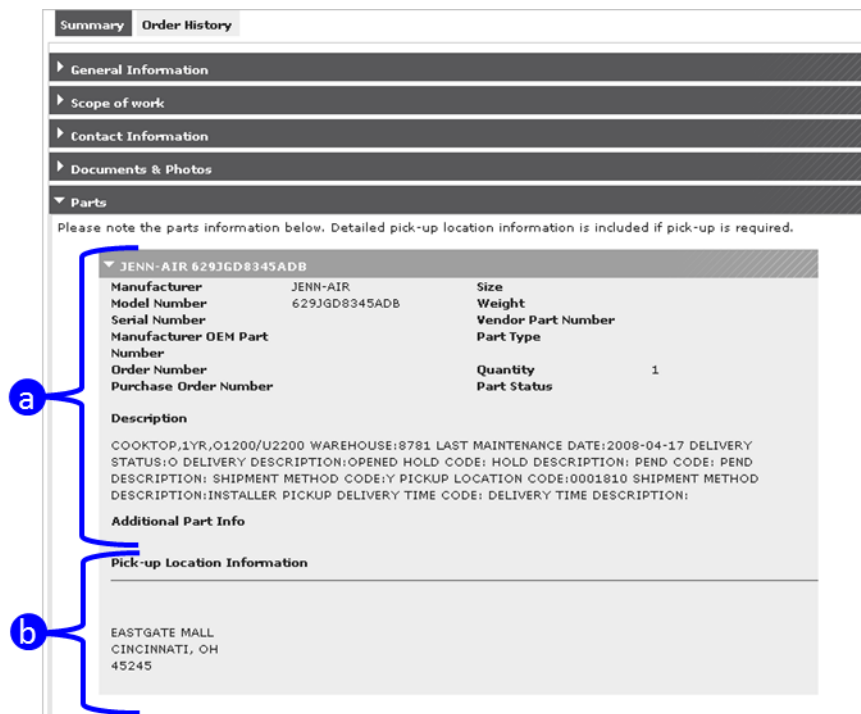 Summary Order History
General Information
Scope of work
Contact Information
Documents & Photos
Parts
Please note the parts information below. Detailed pick-up location information is included if pick-up is required.
JENN-AIR 629JGD8345ADB
Manufacturer JENN-AIR Size
Model Number 629JGD8345ADB Weight
Serial Number Vendor Part Number
Manufacturer OEM Part Part Type
Number
Order Number Quantity 1
Purchase Order Number Part Status
a
Description
COOKTOP,1YR,O1200/U2200 WAREHOUSE:8781 LAST MAINTENANCE DATE:2008-04-17 DELIVERY
STATUS:O DELIVERY DESCRIPTION:OPENED HOLD CODE: HOLD DESCRIPTION: PEND CODE: PEND
DESCRIPTION: SHIPMENT METHOD CODE:Y PICKUP LOCATION CODE:0001810 SHIPMENT METHOD
DESCRIPTION:INSTALLER PICKUP DELIVERY TIME CODE: DELIVERY TIME DESCRIPTION:
Additional Part Info
Pick-up Location Information
b
EASTGATE MALL
CINCINNATI, OH
45245